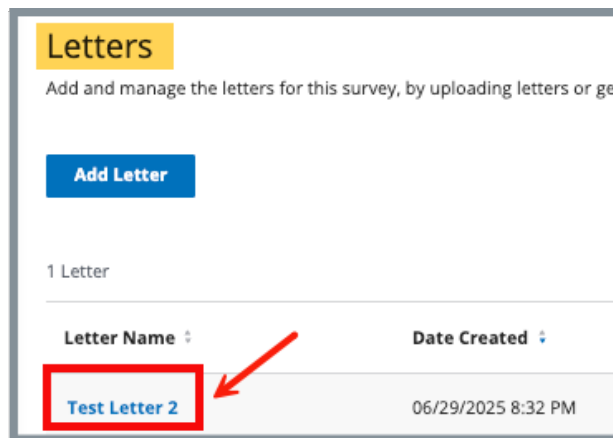 Letters
Add and manage the letters for this survey, by uploading letters or ge
Add Letter
1 Letter
Letter Name Date Created
Test Letter 2 06/29/2025 8:32 PM